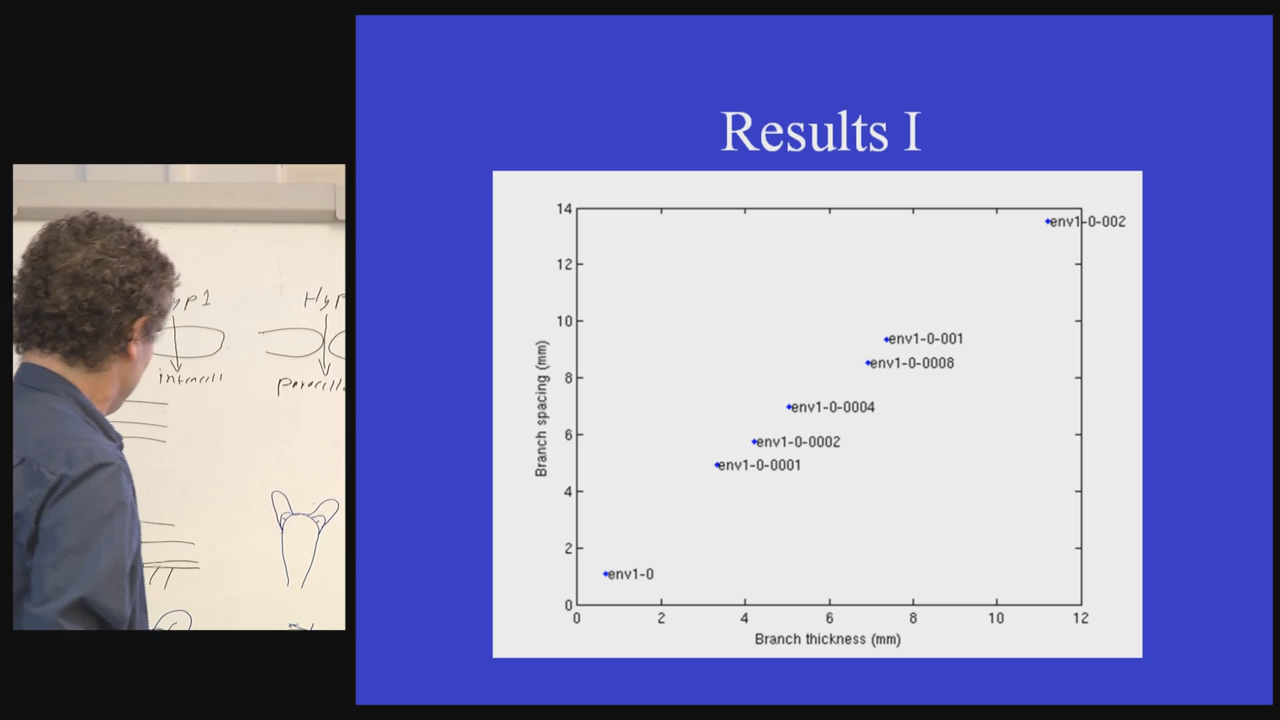 Results I
14
12
10
8
6
4
2
0
0 2 4 6 8 10 12
Branch spacing (mm)
Branch thickness (mm)
env1-0-002
env1-0-001
env1-0-0008
env1-0-0004
env1-0-0002
env1-0-0001
env1-0
yp1
Hyp
intracell
paracell